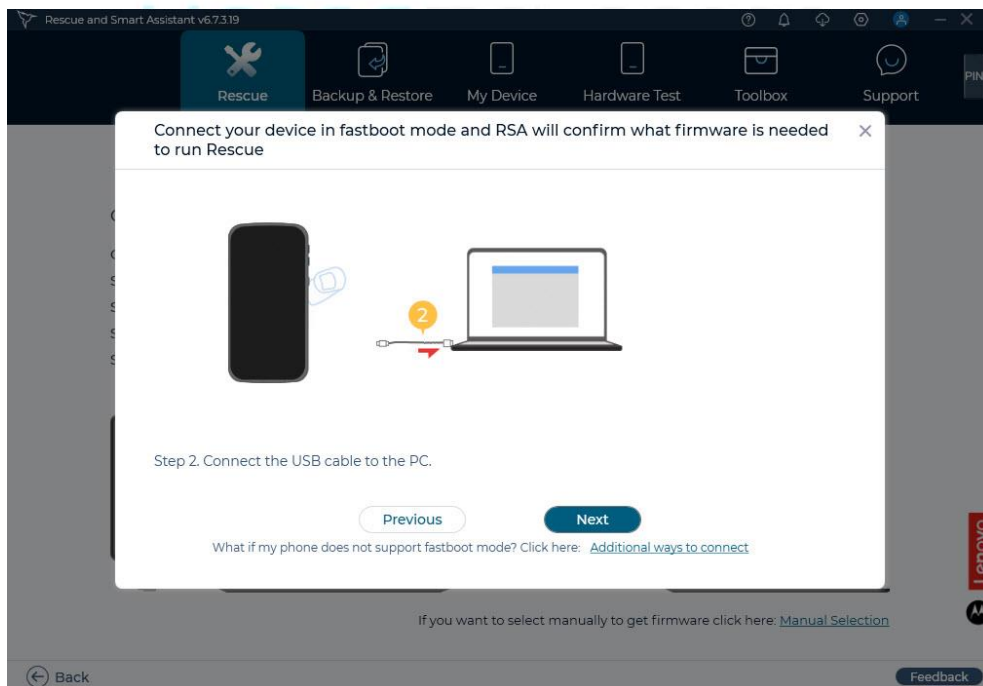 Rescue and Smart Assistant v6.7.3.19
Rescue
Backup & Restore
My Device
Hardware Test
Toolbox
Support
PIN
Connect your device in fastboot mode and RSA will confirm what firmware is needed
to run Rescue
2
Step 2. Connect the USB cable to the PC.
Previous
Next
What if my phone does not support fastboot mode? Click here: Additional ways to connect
Lenovo
If you want to select manually to get firmware click here: Manual Selection
Back
Feedback